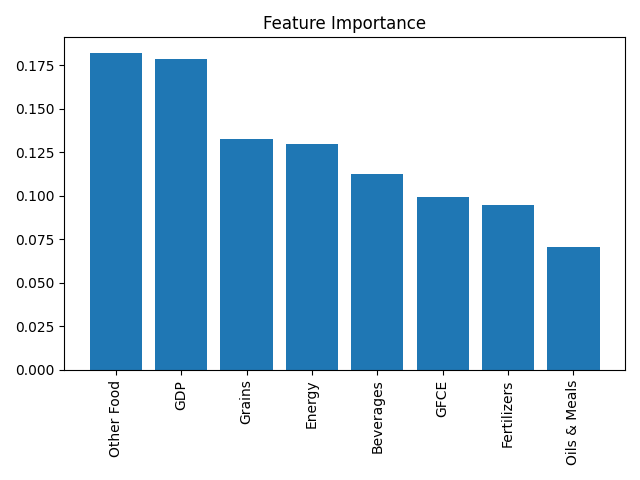 Feature Importance
0.175
0.150
0.125
0.100
0.075
0.050
0.025
0.000
Other Food
GDP
Grains
Energy
Beverages
GFCE
Fertilizers
Oils & Meals